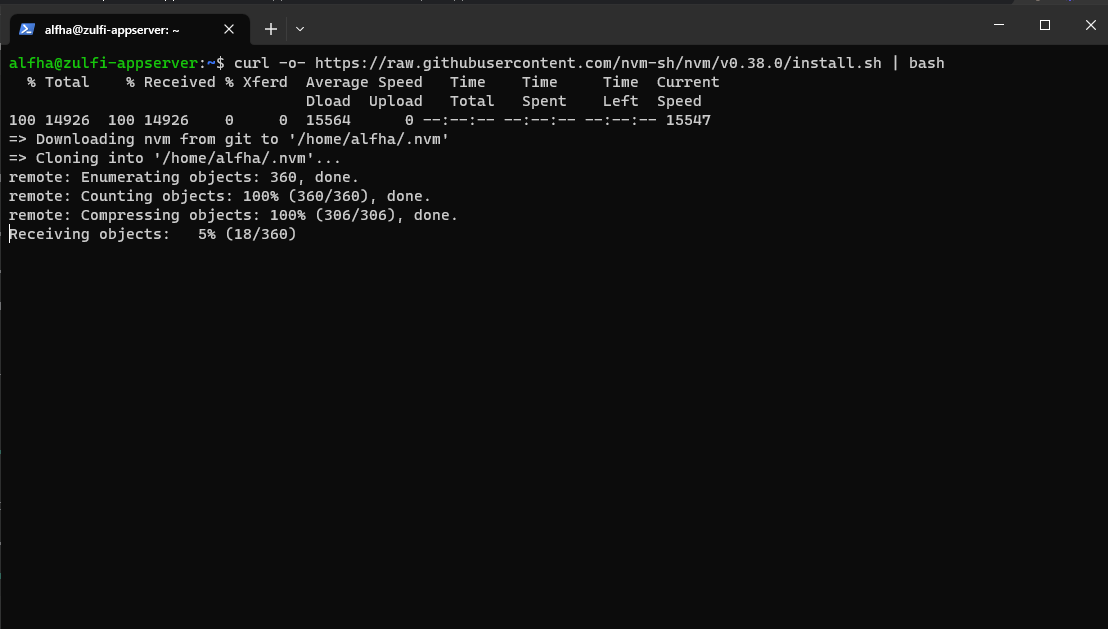 alfha@zulfi-appserver: ~
alfha@zulfi-appserver:~$ curl -o- https://raw.githubusercontent.com/nvm-sh/nvm/v0.38.0/install.sh | bash
  % Total    % Received % Xferd  Average Speed   Time    Time     Time  Current
                                 Dload  Upload   Total   Spent    Left  Speed
100 14926  100 14926    0     0  15564      0 --:--:-- --:--:-- --:--:-- 15547
=> Downloading nvm from git to '/home/alfha/.nvm'
=> Cloning into '/home/alfha/.nvm'...
remote: Enumerating objects: 360, done.
remote: Counting objects: 100% (360/360), done.
remote: Compressing objects: 100% (306/306), done.
Receiving objects:   5% (18/360)